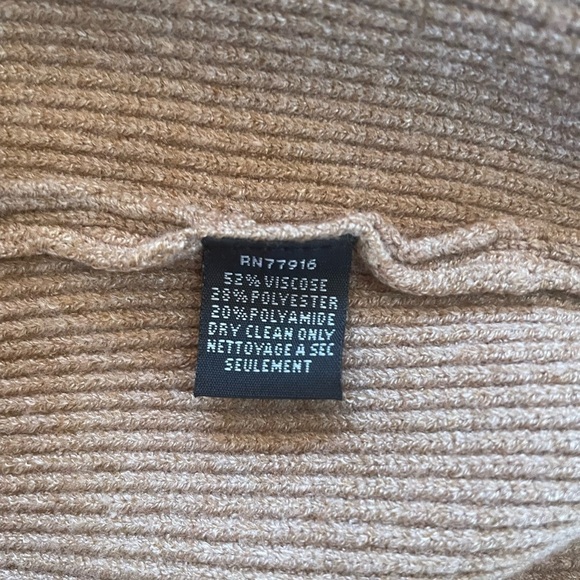 RN77916
52% VISCOSE
28% POLYESTER
20% POLYAMIDE
DRY CLEAN ONLY
NETTOYAGE A SEC
SEULEMENT